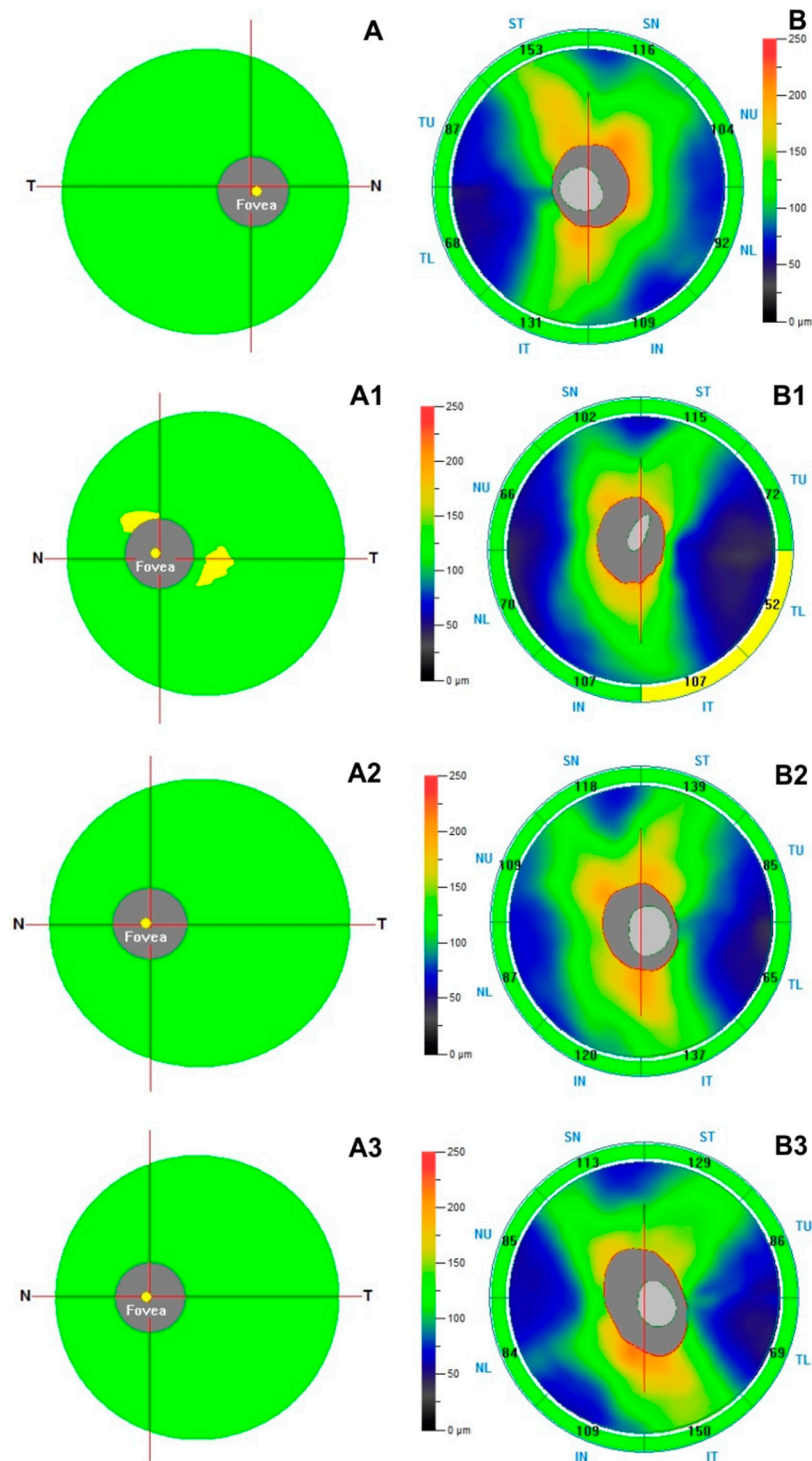 A
T
N
Fovea
B
ST
SN
153
116
TU
NU
87
104
TL
NL
68
92
131
109
IT
IN
250
200
150
100
50
0 µm
A1
N
T
Fovea
250
200
150
100
50
0 µm
B1
SN
ST
102
115
NU
TU
66
72
NL
TL
70
52
107
107
IN
IT
A2
N
T
Fovea
250
200
150
100
50
0 µm
B2
SN
ST
118
139
NU
TU
109
85
NL
TL
87
65
120
137
IN
IT
A3
N
T
Fovea
250
200
150
100
50
0 µm
B3
SN
ST
113
129
NU
TU
85
86
NL
TL
84
69
109
150
IN
IT